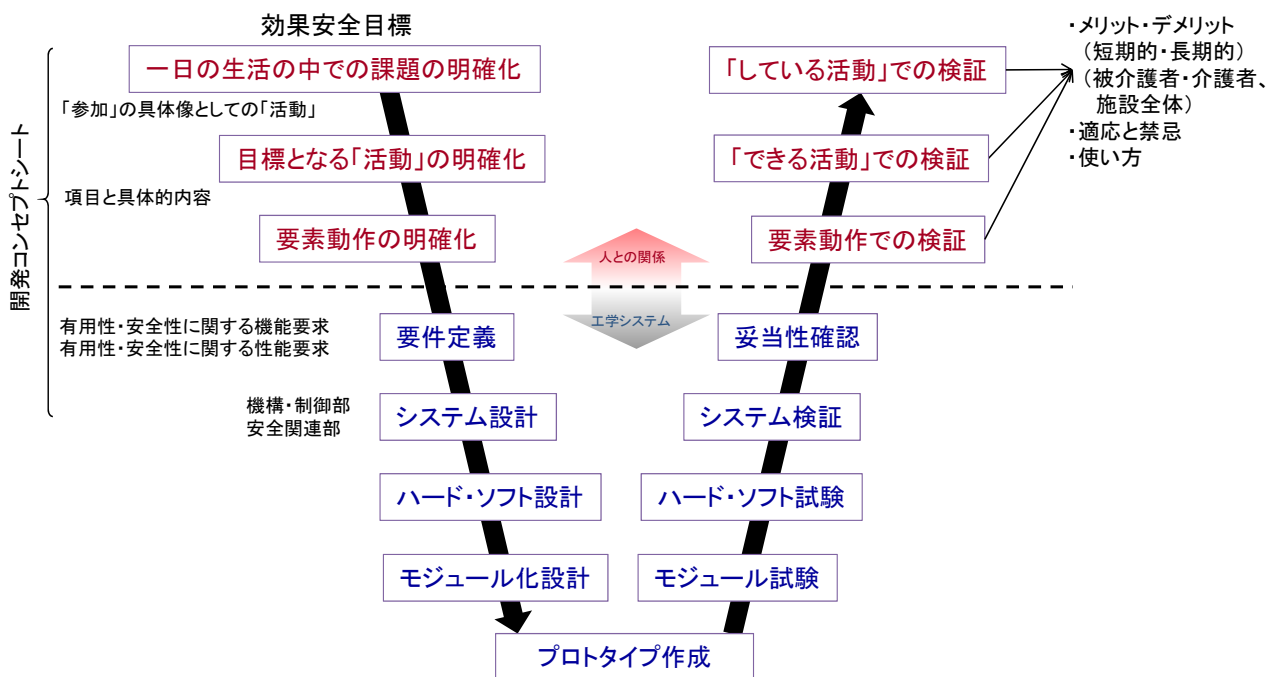 効果安全目標
一日の生活の中での課題の明確化
「参加」の具体像としての「活動」
目標となる「活動」の明確化
項目と具体的内容
要素動作の明確化
開発コンセプトシート
有用性・安全性に関する機能要求
有用性・安全性に関する性能要求
要件定義
機構・制御部
安全関連部
システム設計
ハード・ソフト設計
モジュール化設計
プロトタイプ作成
人との関係
工学システム
「している活動」での検証
「できる活動」での検証
要素動作での検証
妥当性確認
システム検証
ハード・ソフト試験
モジュール試験
・メリット・デメリット
（短期的・長期的）
（被介護者・介護者、
施設全体）
・適応と禁忌
・使い方